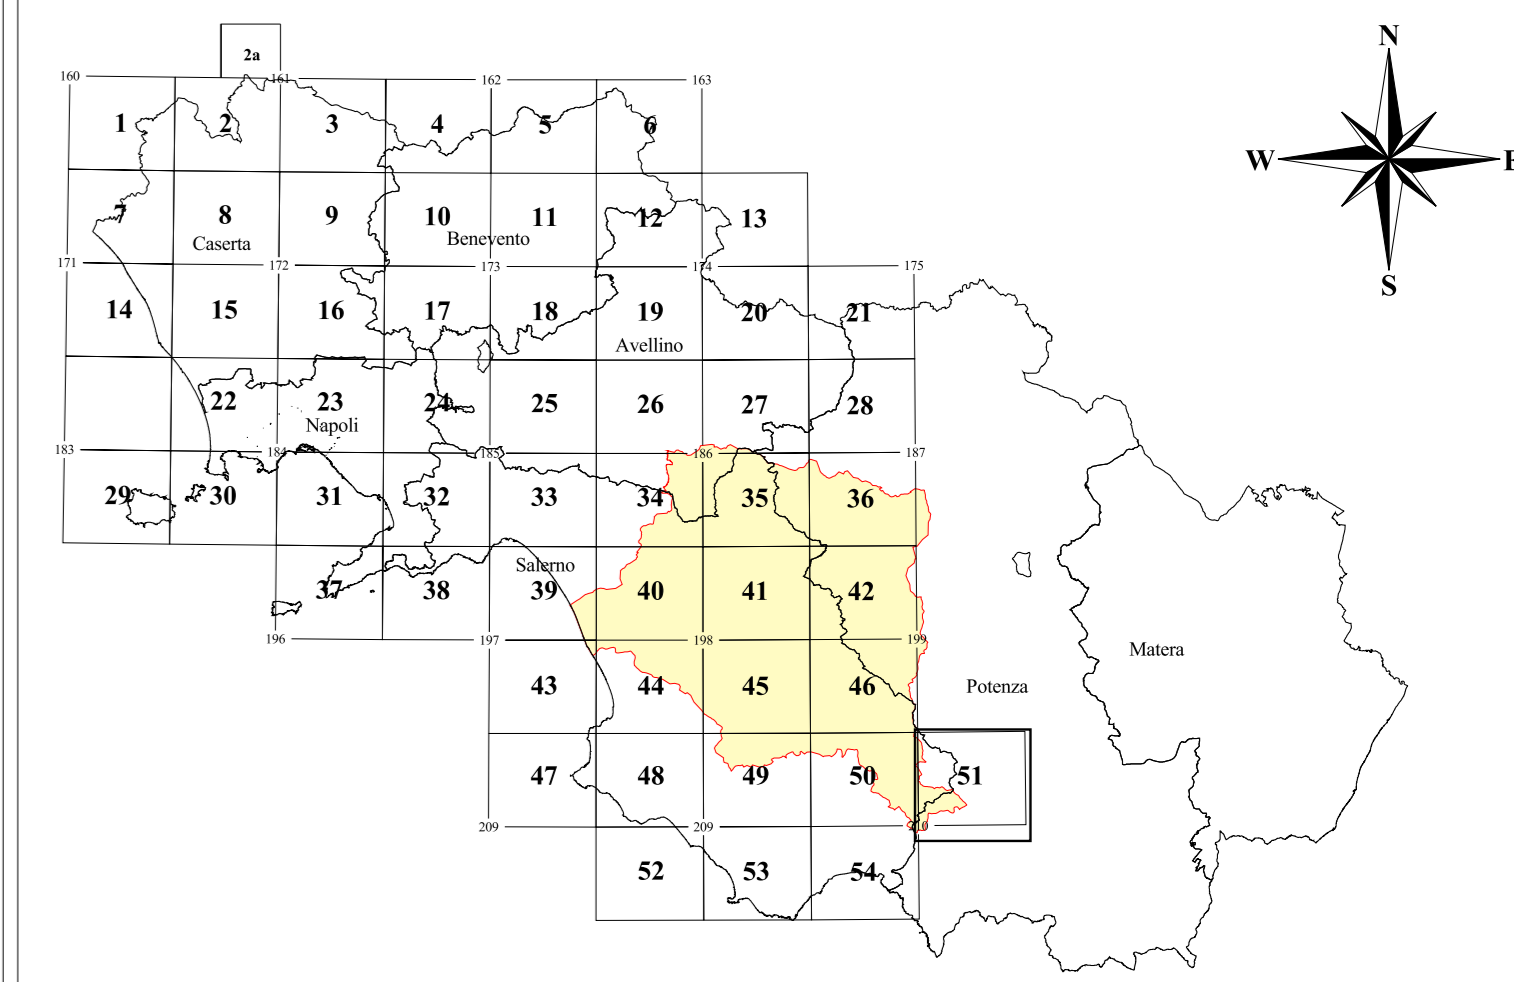 2a
N
160 161 162 163
1 2 3 4 5 6
W E
7 8 9 10 11 12 13
Caserta Benevento
171 172 173 174 175
S
14 15 16 17 18 19 20 21
Avellino
22 23 24 25 26 27 28
Napoli
183 184 185 186 187
29 30 31 32 33 34 35 36
Salerno
37 38 39 40 41 42
196 197 198 199
Matera
43 44 45 46
Potenza
47 48 49 50 51
209 209 210
52 53 54